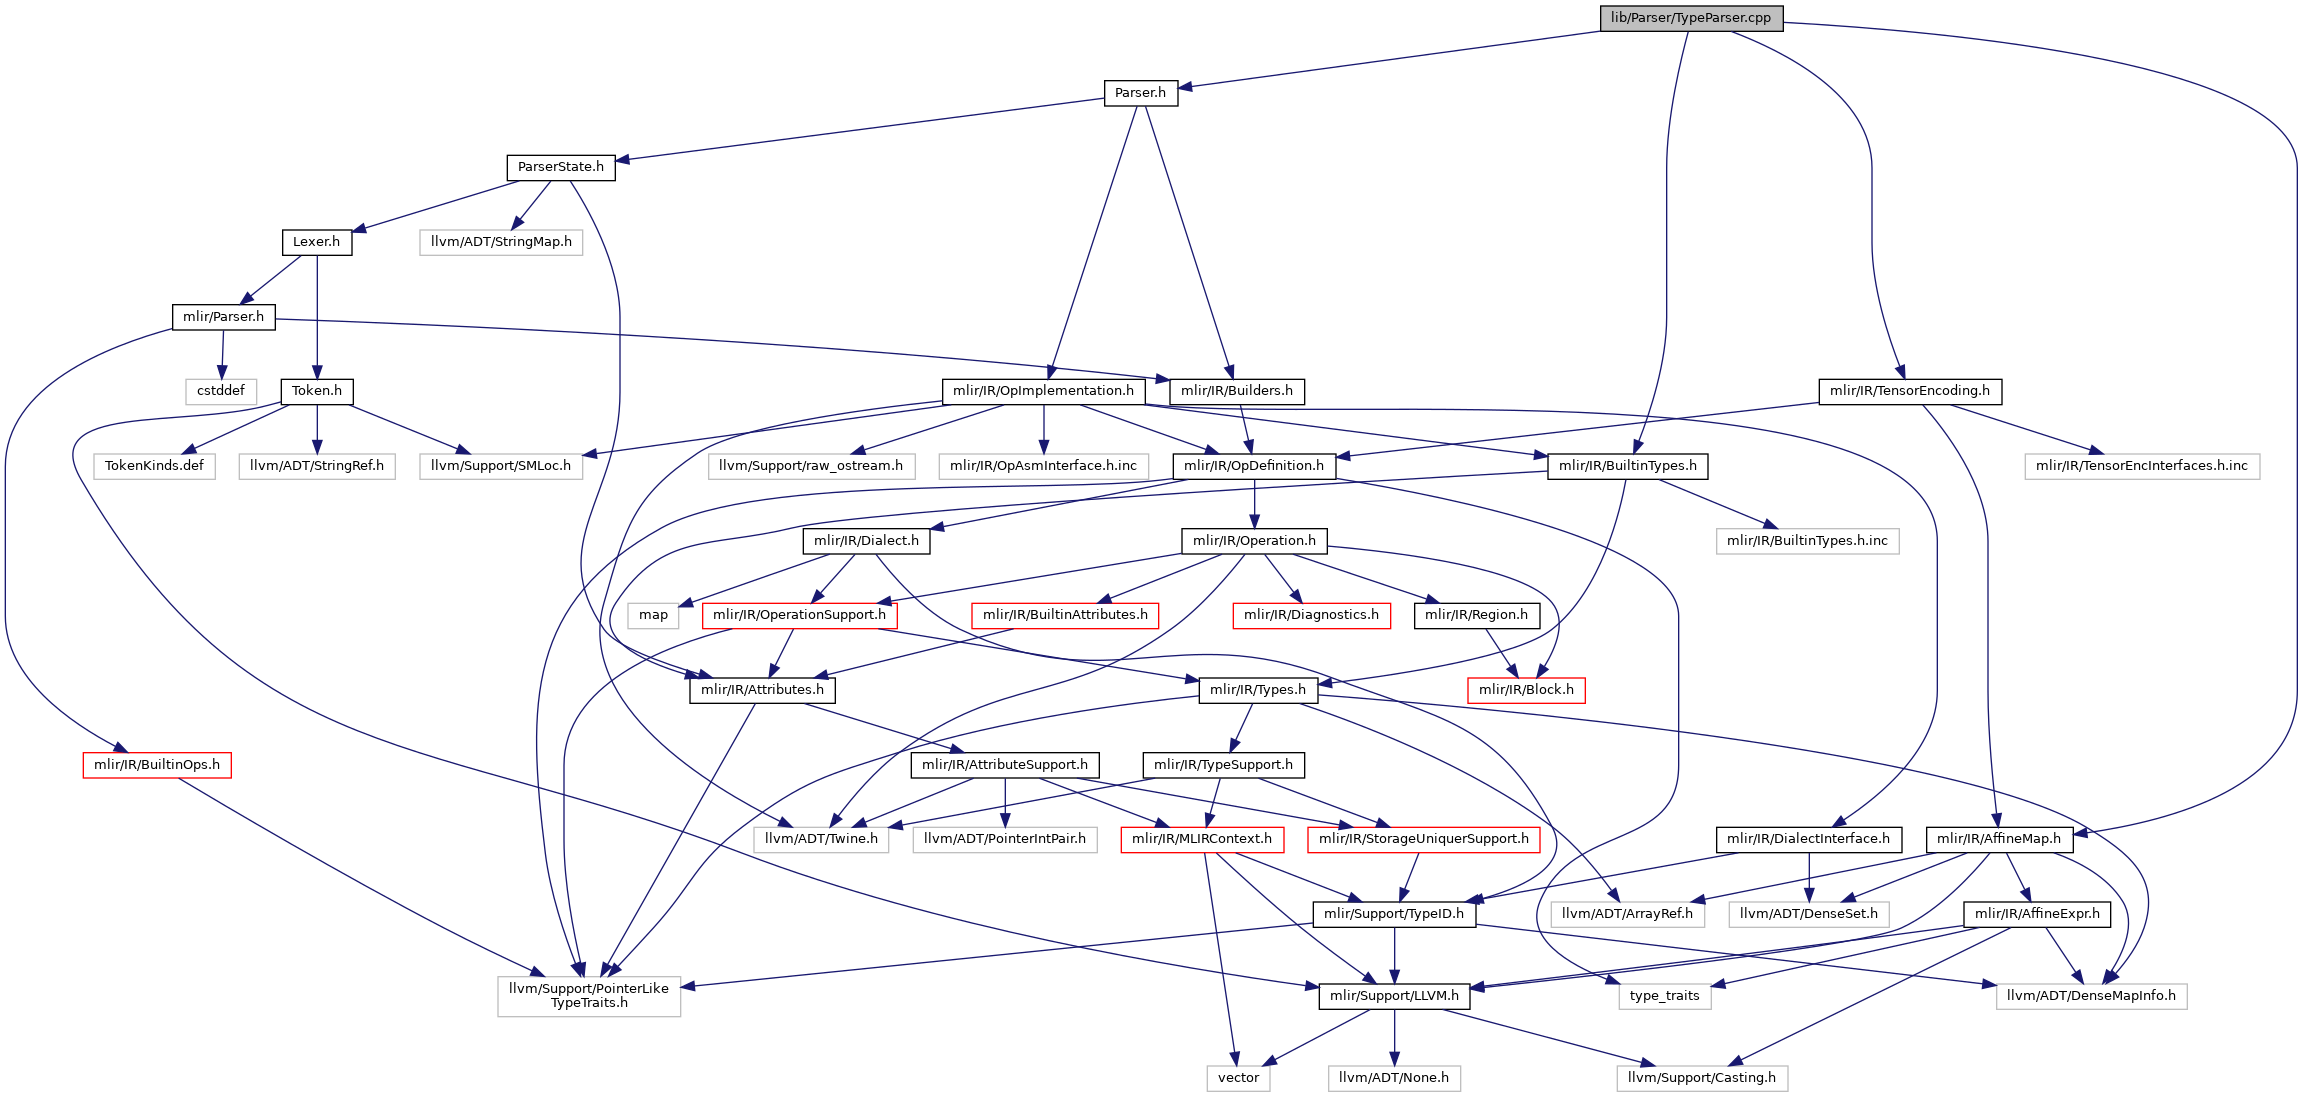 lib/Parser/TypeParser.cpp
Parser.h
ParserState.h
Lexer.h
llvm/ADT/StringMap.h
mlir/Parser.h
cstddef
Token.h
mlir/IR/OpImplementation.h
mlir/IR/Builders.h
mlir/IR/TensorEncoding.h
TokenKinds.def
llvm/ADT/StringRef.h
llvm/Support/SMLoc.h
llvm/Support/raw_ostream.h
mlir/IR/OpAsmInterface.h.inc
mlir/IR/OpDefinition.h
mlir/IR/BuiltinTypes.h
mlir/IR/TensorEncInterfaces.h.inc
mlir/IR/Dialect.h
mlir/IR/Operation.h
mlir/IR/BuiltinTypes.h.inc
map
mlir/IR/OperationSupport.h
mlir/IR/BuiltinAttributes.h
mlir/IR/Diagnostics.h
mlir/IR/Region.h
mlir/IR/Attributes.h
mlir/IR/Types.h
mlir/IR/Block.h
mlir/IR/BuiltinOps.h
mlir/IR/AttributeSupport.h
mlir/IR/TypeSupport.h
llvm/ADT/Twine.h
llvm/ADT/PointerIntPair.h
mlir/IR/MLIRContext.h
mlir/IR/StorageUniquerSupport.h
mlir/IR/DialectInterface.h
mlir/IR/AffineMap.h
mlir/Support/TypeID.h
llvm/ADT/ArrayRef.h
llvm/ADT/DenseSet.h
mlir/IR/AffineExpr.h
llvm/Support/PointerLike
TypeTraits.h
mlir/Support/LLVM.h
type_traits
llvm/ADT/DenseMapInfo.h
vector
llvm/ADT/None.h
llvm/Support/Casting.h